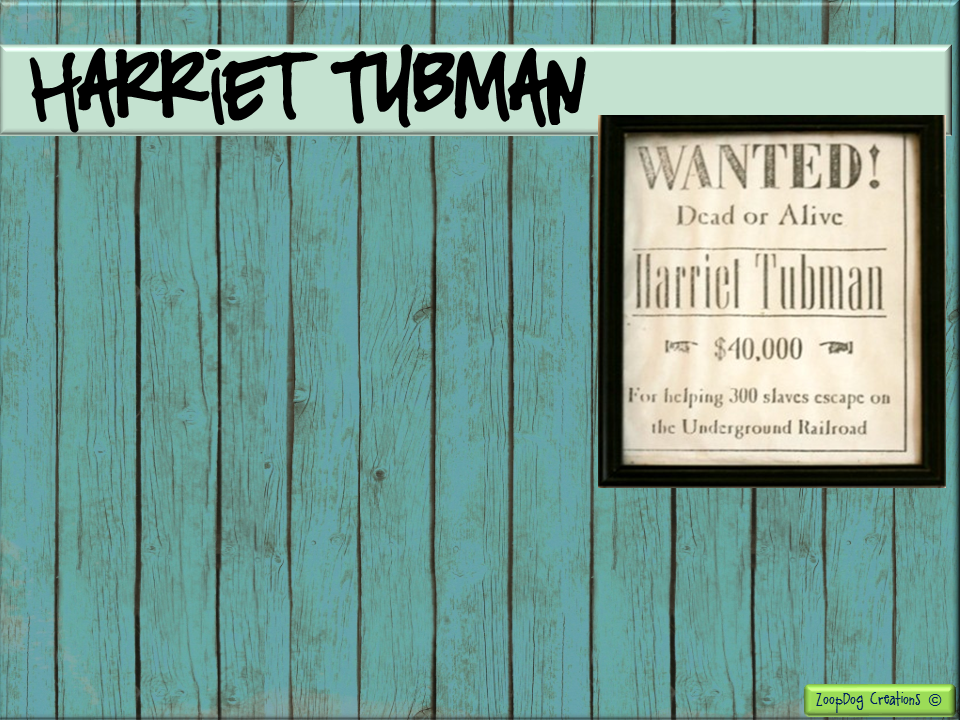 HARRiET TUBMAN
WANTED!
Dead or Alive
Harriet Tubman
$40,000
For helping 300 slaves escape on
the Underground Railroad
ZoopDog Creations ©